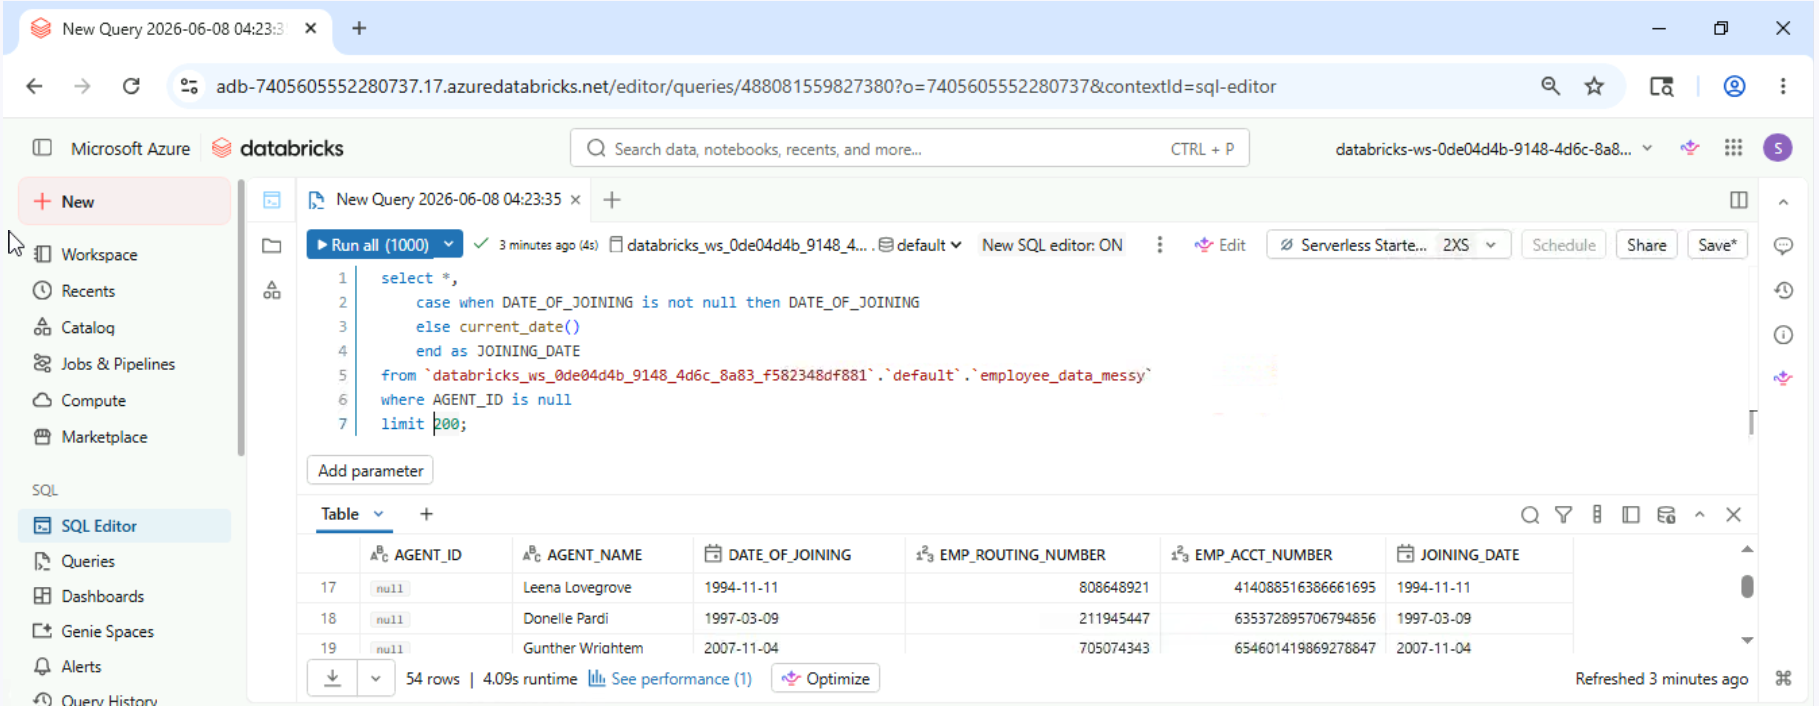 New Query 2026-06-08 04:23:3
adb-7405605552280737.17.azuredatabricks.net/editor/queries/488081559827380?o=7405605552280737&contextId=sql-editor
Microsoft Azure databricks
Search data, notebooks, recents, and more... CTRL + P
databricks-ws-0de04d4b-9148-4d6c-8a8... S
New
Workspace
Recents
Catalog
Jobs & Pipelines
Compute
Marketplace
SQL
SQL Editor
Queries
Dashboards
Genie Spaces
Alerts
Query History
New Query 2026-06-08 04:23:35
Run all (1000) 3 minutes ago (4s) databricks_ws_0de04d4b_9148_4... . default New SQL editor: ON Edit Serverless Starte... 2XS Schedule Share Save*
1 select *,
2 case when DATE_OF_JOINING is not null then DATE_OF_JOINING
3 else current_date()
4 end as JOINING_DATE
5 from `databricks_ws_0de04d4b_9148_4d6c_8a83_f582348df881`.`default`.`employee_data_messy`
6 where AGENT_ID is null
7 limit 200;
Add parameter
Table
AGENT_ID AGENT_NAME DATE_OF_JOINING EMP_ROUTING_NUMBER EMP_ACCT_NUMBER JOINING_DATE
17 null Leena Lovegrove 1994-11-11 808648921 414088516386661695 1994-11-11
18 null Donelle Pardi 1997-03-09 211945447 635372895706794856 1997-03-09
19 null Gunther Wrightem 2007-11-04 705074343 654601419869278847 2007-11-04
54 rows | 4.09s runtime See performance (1) Optimize Refreshed 3 minutes ago